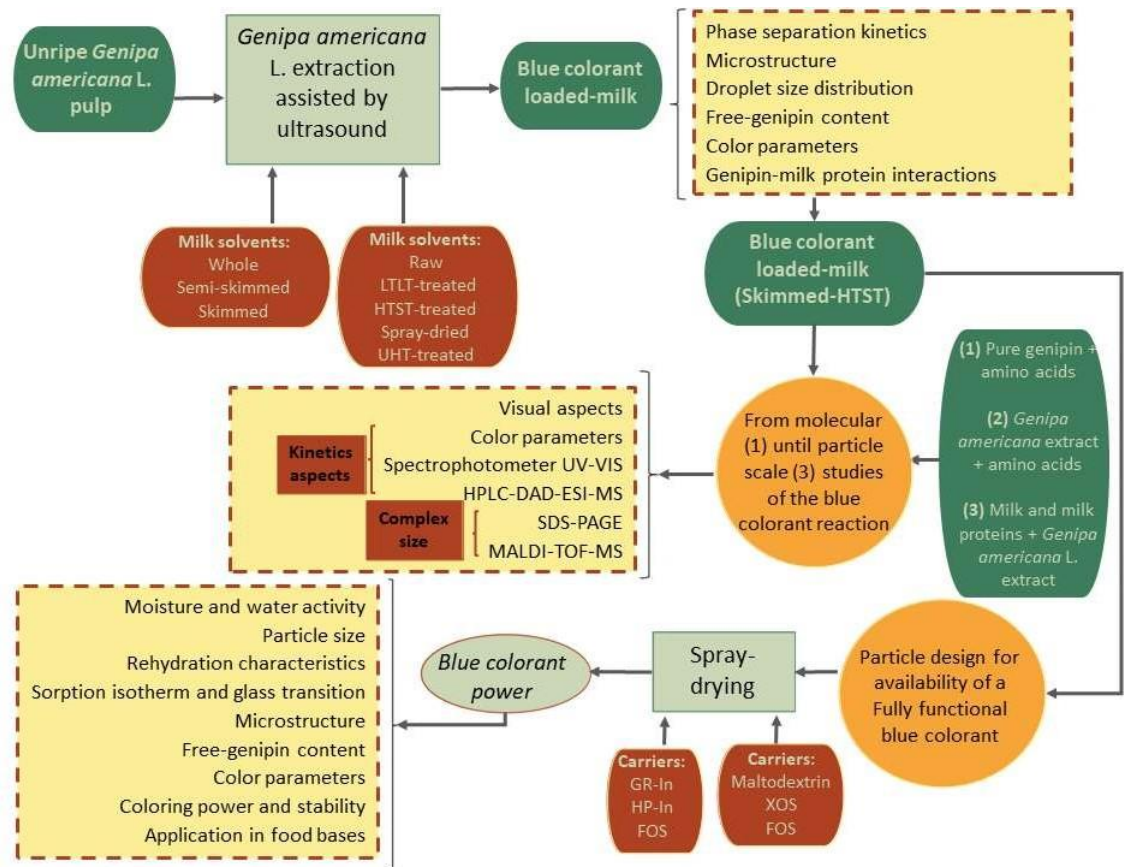 Unripe Genipa
americana L.
pulp
Genipa americana
L. extraction
assisted by
ultrasound
Blue colorant
loaded-milk
Phase separation kinetics
Microstructure
Droplet size distribution
Free-genipin content
Color parameters
Genipin-milk protein interactions
Milk solvents:
Whole
Semi-skimmed
Skimmed
Milk solvents:
Raw
LTLT-treated
HTST-treated
Spray-dried
UHT-treated
Blue colorant
loaded-milk
(Skimmed-HTST)
(1) Pure genipin +
amino acids
(2) Genipa
americana extract
+ amino acids
(3) Milk and milk
proteins + Genipa
americana L.
extract
From molecular
(1) until particle
scale (3) studies
of the blue
colorant reaction
Visual aspects
Color parameters
Spectrophotometer UV-VIS
HPLC-DAD-ESI-MS
SDS-PAGE
MALDI-TOF-MS
Kinetics
aspects
Complex
size
Particle design for
availability of a
Fully functional
blue colorant
Spray-
drying
Carriers:
GR-In
HP-In
FOS
Carriers:
Maltodextrin
XOS
FOS
Blue colorant
power
Moisture and water activity
Particle size
Rehydration characteristics
Sorption isotherm and glass transition
Microstructure
Free-genipin content
Color parameters
Coloring power and stability
Application in food bases